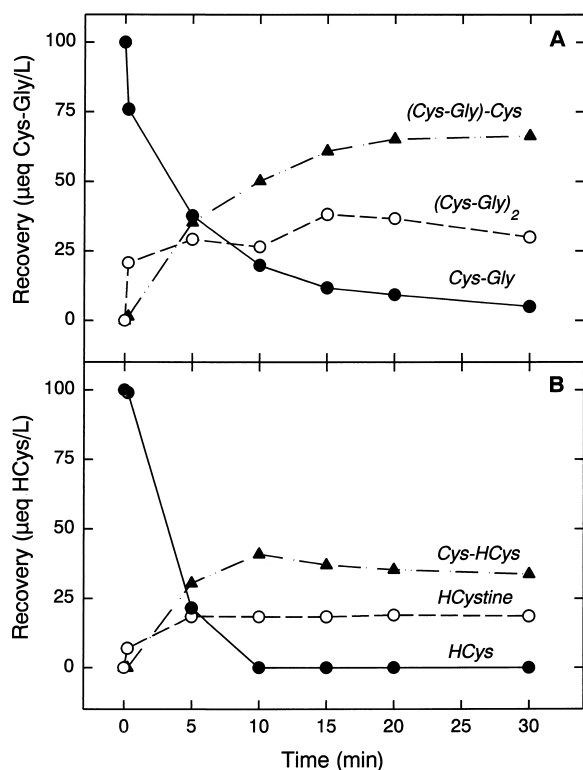 A
Recovery (µeq Cys-Gly/L)
100
75
50
25
0
(Cys-Gly)-Cys
(Cys-Gly)2
Cys-Gly
B
Recovery (µeq HCys/L)
100
75
50
25
0
Cys-HCys
HCystine
HCys
0 5 10 15 20 30
Time (min)